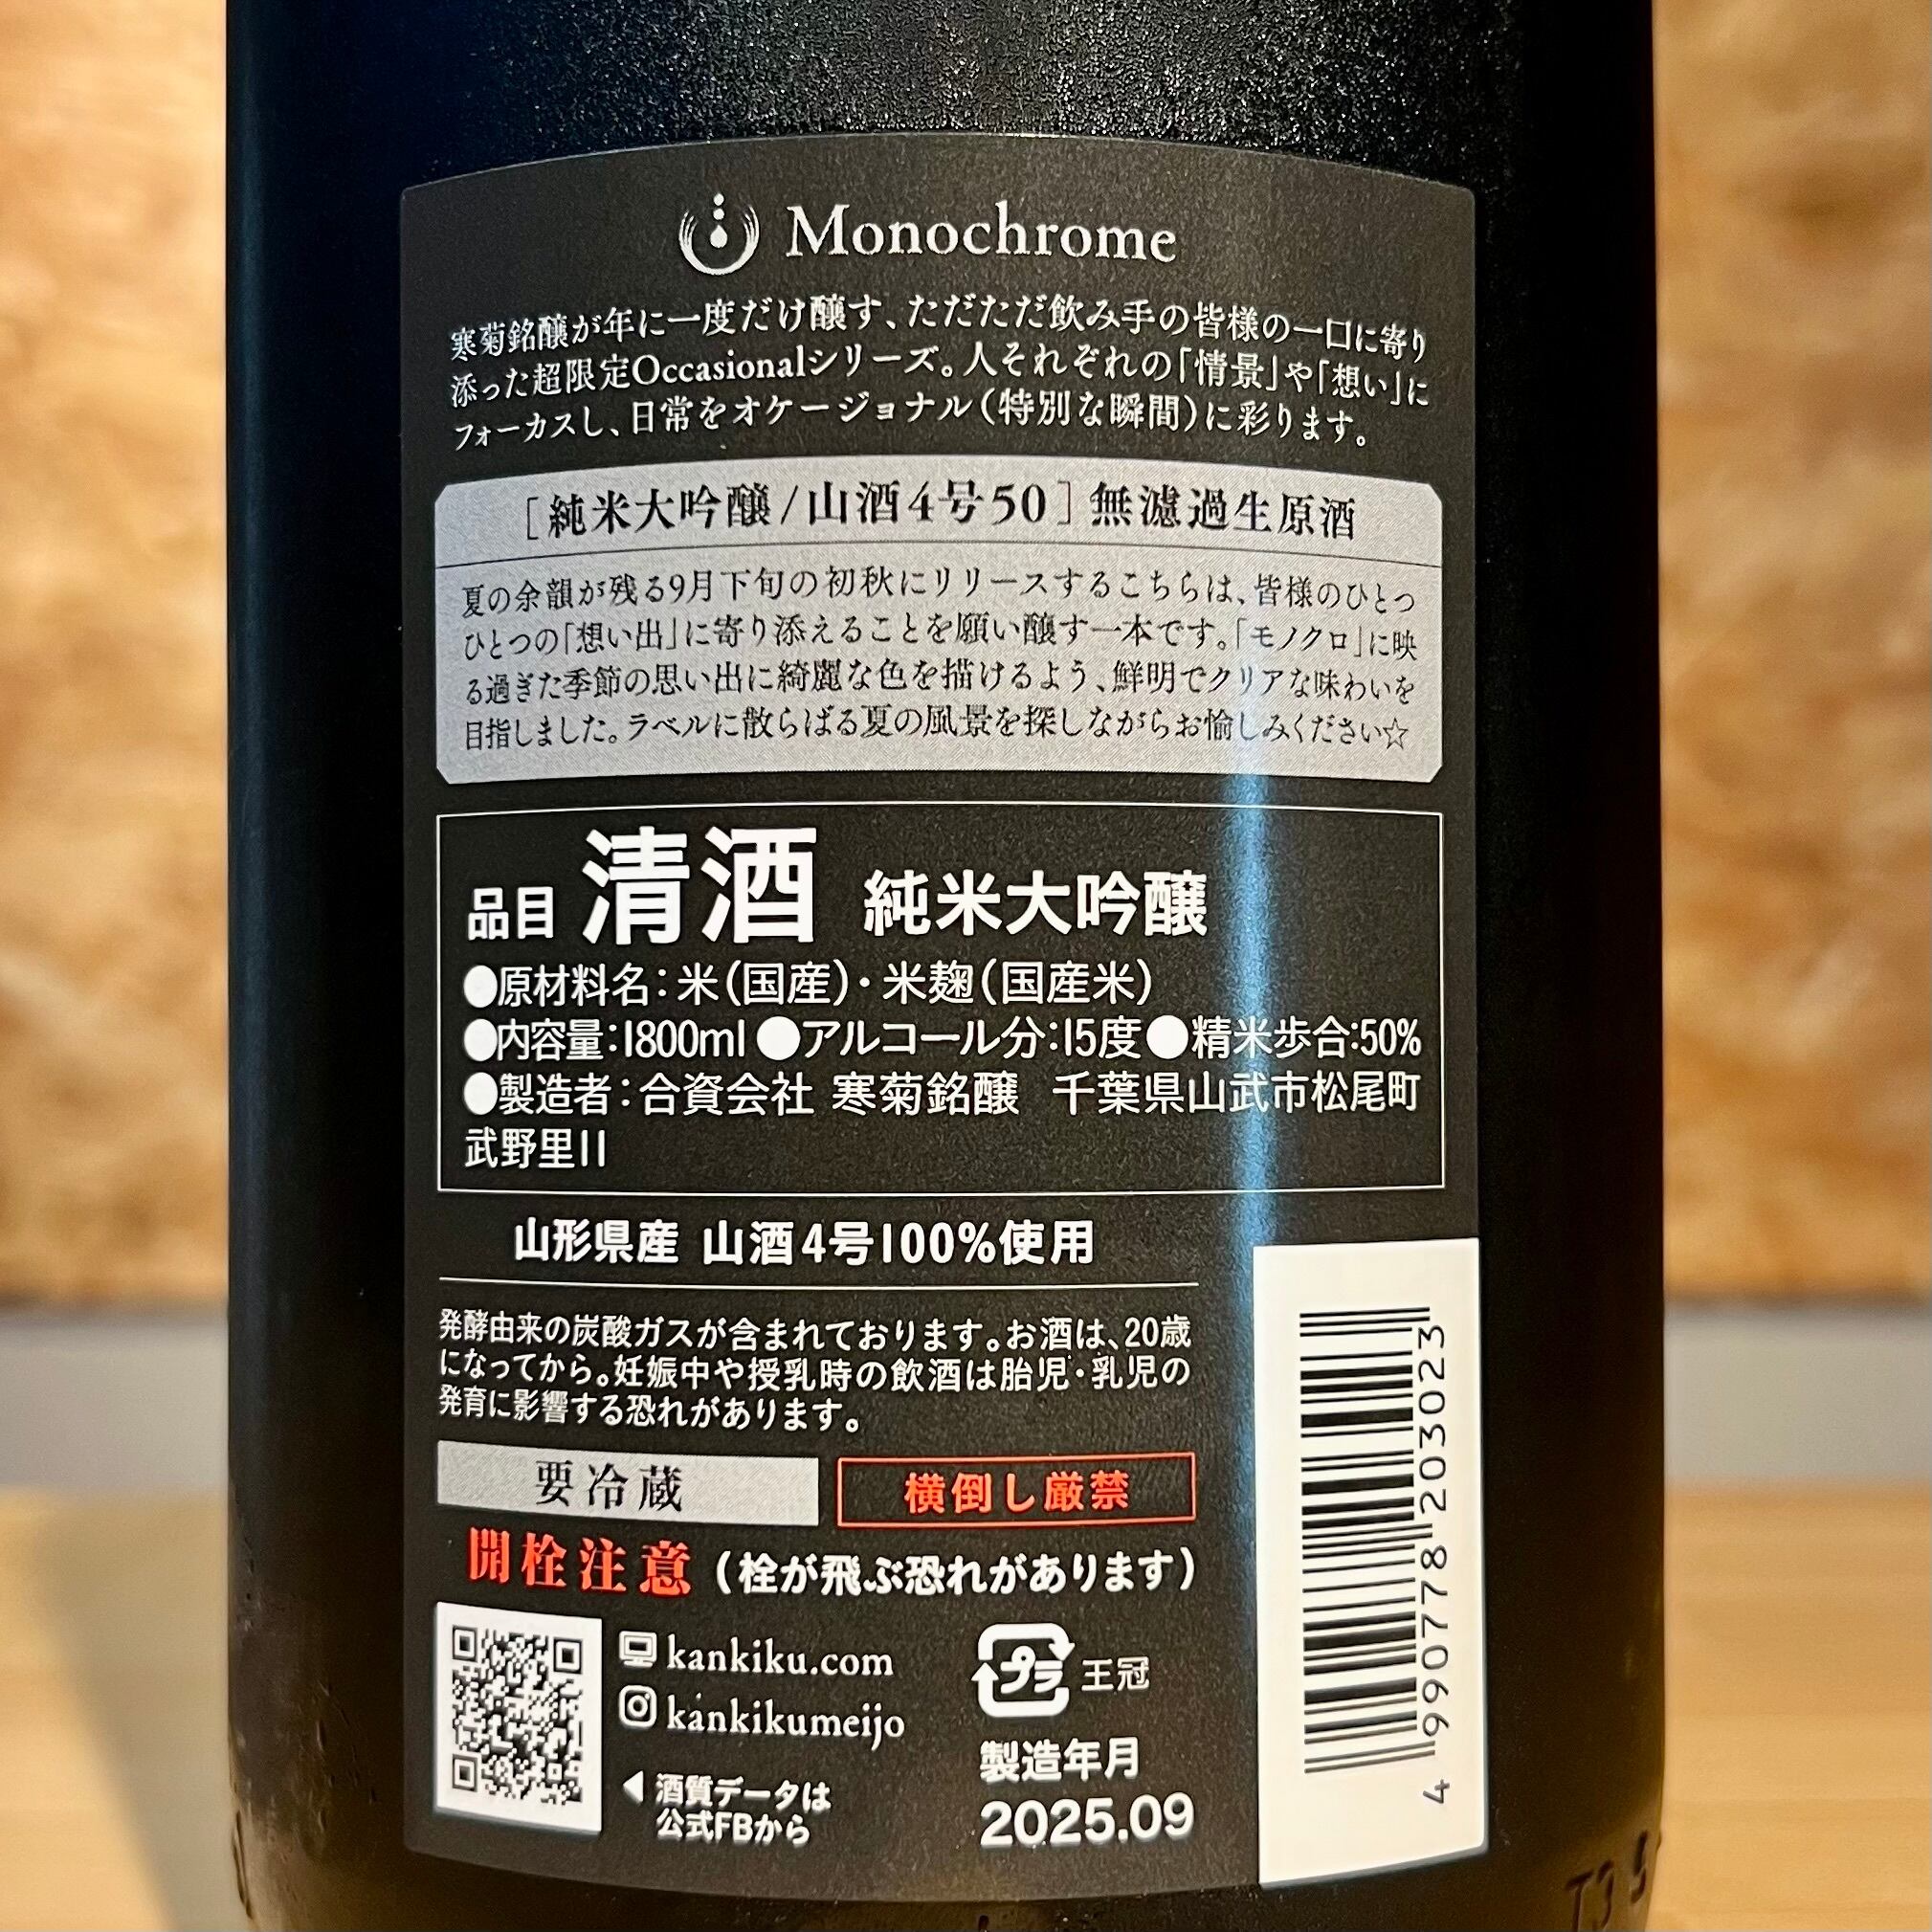 Monochrome
寒菊銘醸が年に一度だけ醸す、ただただ飲み手の皆様の一口に寄り
添った超限定Occasionalシリーズ。人それぞれの「情景」や「想い」に
フォーカスし、日常をオケージョナル(特別な瞬間)に彩ります。
[純米大吟醸/山酒4号50]無濾過生原酒
夏の余韻が残る9月下旬の初秋にリリースするこちらは、皆様のひとつ
ひとつの「想い出」に寄り添えることを願い醸す一本です。「モノクロ」に映
る過ぎた季節の思い出に綺麗な色を描けるよう、鮮明でクリアな味わいを
目指しました。ラベルに散らばる夏の風景を探しながらお愉しみください☆
品目 清酒 純米大吟醸
●原材料名:米(国産)・米麹(国産米)
●内容量:1800ml ●アルコール分:15度 ●精米歩合:50%
●製造者:合資会社 寒菊銘醸 千葉県山武市松尾町
武野里11
山形県産 山酒4号100%使用
発酵由来の炭酸ガスが含まれております。お酒は、20歳
になってから。妊娠中や授乳時の飲酒は胎児・乳児の
発育に影響する恐れがあります。
要冷蔵 横倒し厳禁
開栓注意(栓が飛ぶ恐れがあります)
kankiku.com
kankikumeijo
◀酒質データは
公式FBから
プラ 王冠
製造年月
2025.09
4 990778 203023